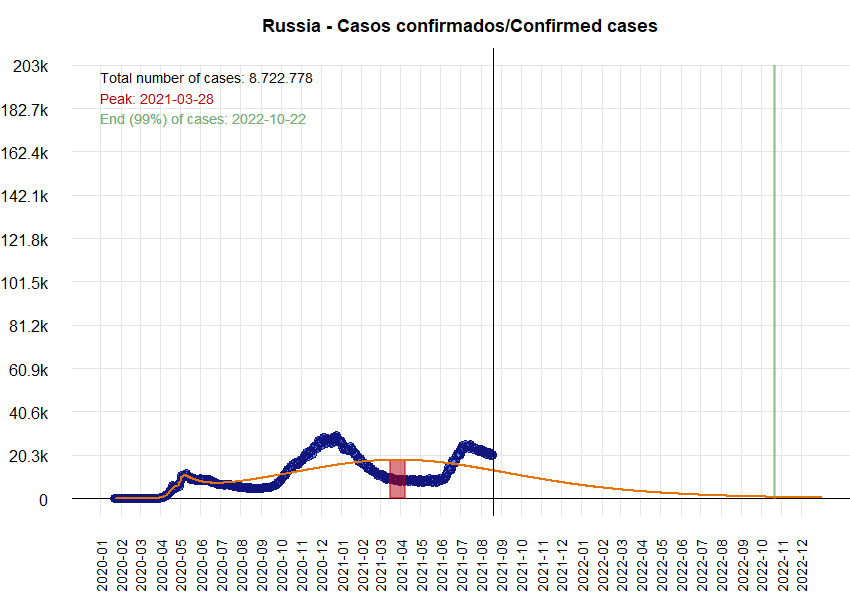 Russia - Casos confirmados/Confirmed cases
203k
182.7k
162.4k
142.1k
121.8k
101.5k
81.2k
60.9k
40.6k
20.3k
0
Total number of cases: 8.722.778
Peak: 2021-03-28
End (99%) of cases: 2022-10-22
2020-01
2020-02
2020-03
2020-04
2020-05
2020-06
2020-07
2020-08
2020-09
2020-10
2020-11
2020-12
2021-01
2021-02
2021-03
2021-04
2021-05
2021-06
2021-07
2021-08
2021-09
2021-10
2021-11
2021-12
2022-01
2022-02
2022-03
2022-04
2022-05
2022-06
2022-07
2022-08
2022-09
2022-10
2022-11
2022-12